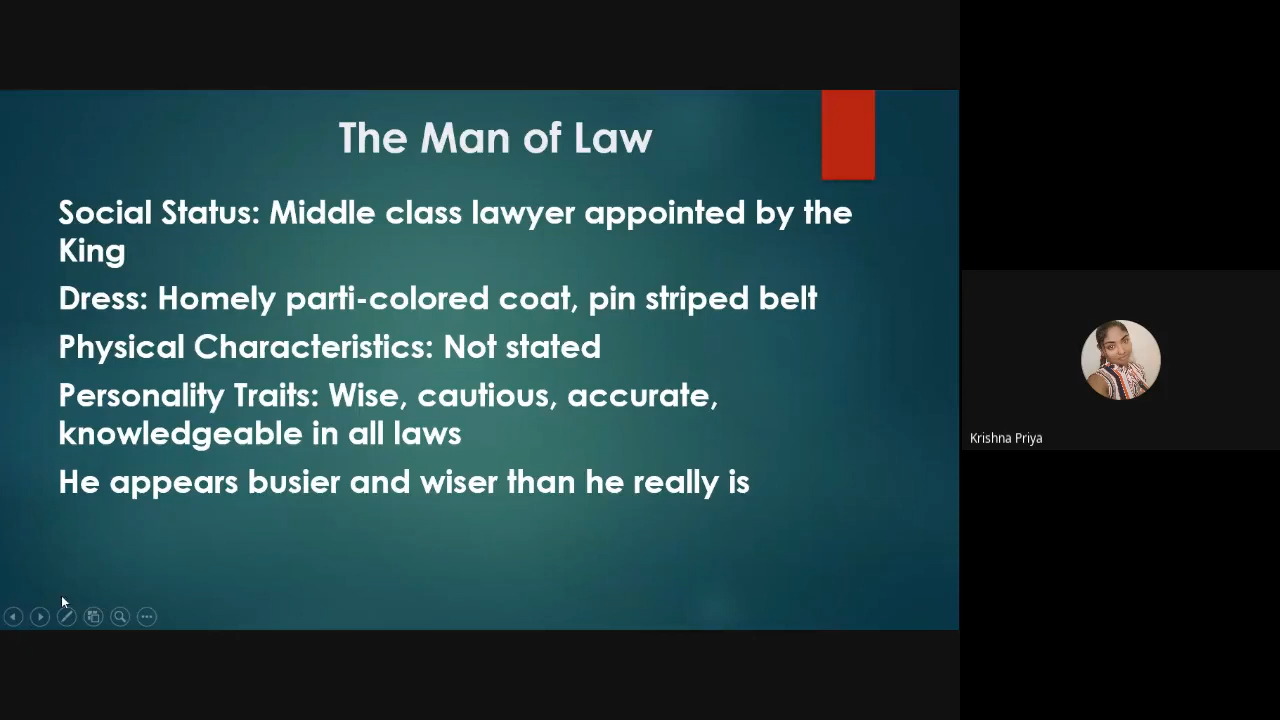 The Man of Law
Social Status: Middle class lawyer appointed by the
King
Dress: Homely parti-colored coat, pin striped belt
Physical Characteristics: Not stated
Personality Traits: Wise, cautious, accurate,
knowledgeable in all laws
He appears busier and wiser than he really is
Krishna Priya